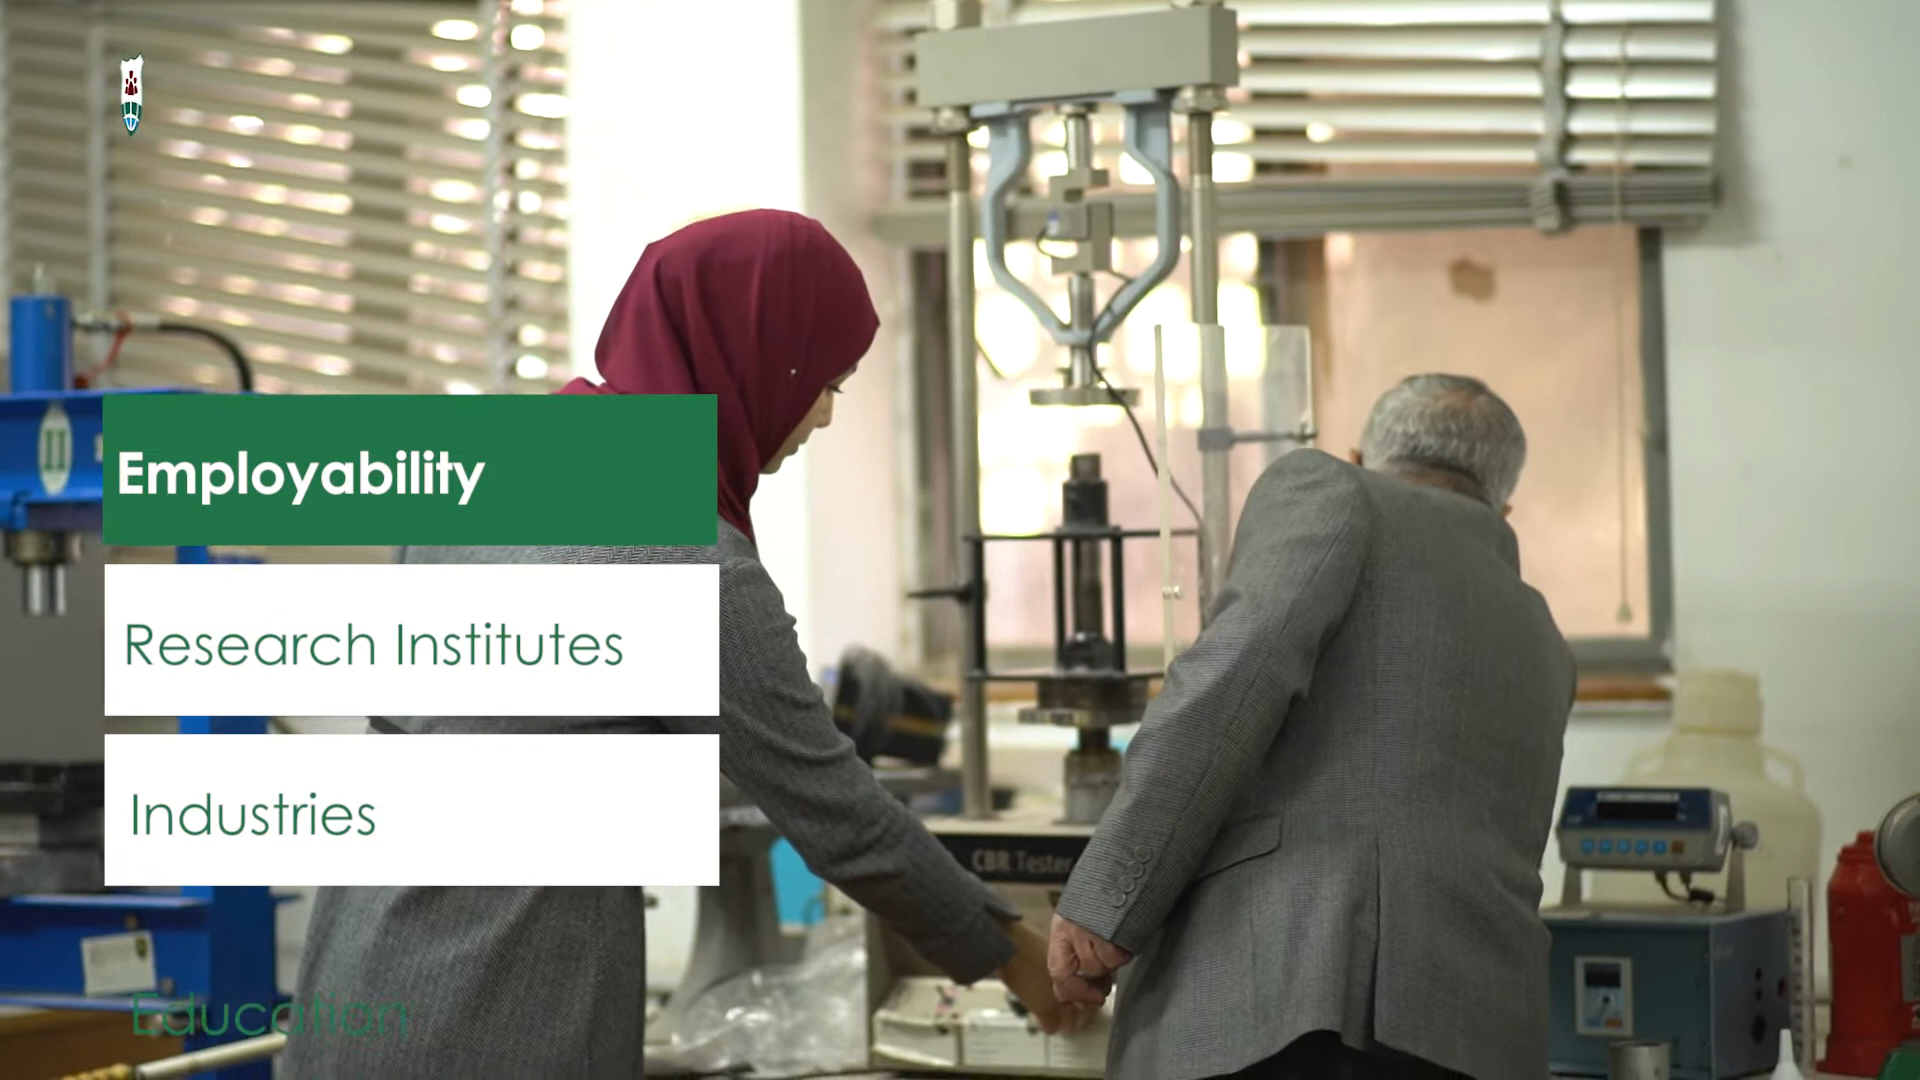 Employability
Research Institutes
Industries
CBR Tester
Education